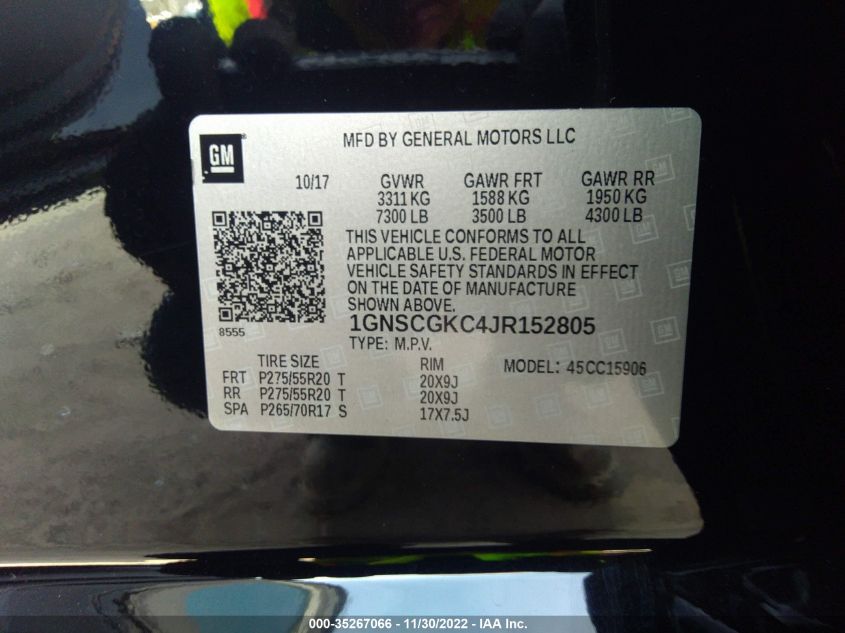 GM
MFD BY GENERAL MOTORS LLC
10/17 GVWR GAWR FRT GAWR RR
3311 KG 1588 KG 1950 KG
7300 LB 3500 LB 4300 LB
THIS VEHICLE CONFORMS TO ALL
APPLICABLE U.S. FEDERAL MOTOR
VEHICLE SAFETY STANDARDS IN EFFECT
ON THE DATE OF MANUFACTURE
SHOWN ABOVE.
8555
1GNSCGKC4JR152805
TYPE: M.P.V.
TIRE SIZE RIM MODEL: 45CC15906
FRT P275/55R20 T 20X9J
RR P275/55R20 T 20X9J
SPA P265/70R17 S 17X7.5J
000-35267066 - 11/30/2022 - IAA Inc.